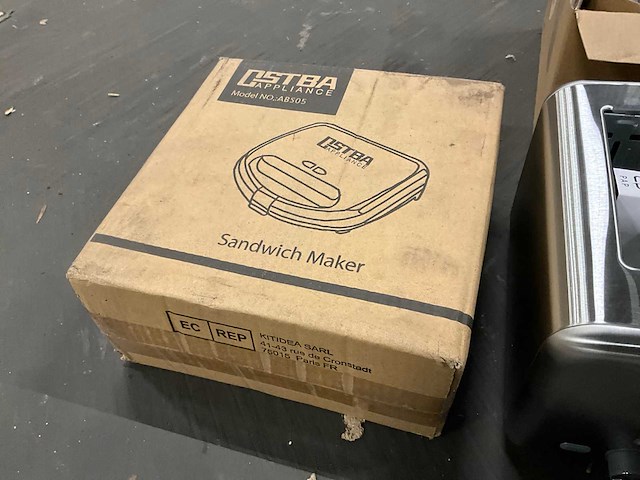 OSTBA
APPLIANCE
Model NO.:AB505
OSTBA
APPLIANCE
Sandwich Maker
EC REP
KITIDEA SARL
41-43 rue de Cronstadt
75015 Paris FR